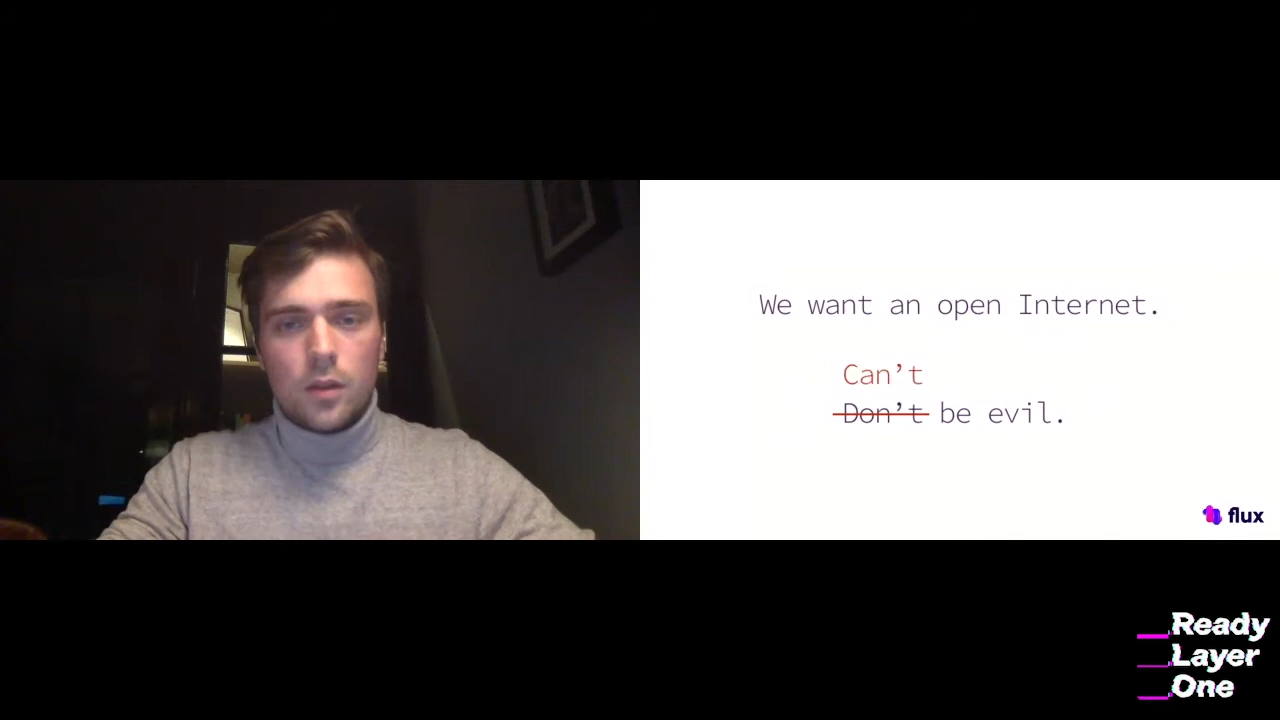 We want an open Internet.
Can’t
Don’t be evil.
flux
Ready
Layer
One